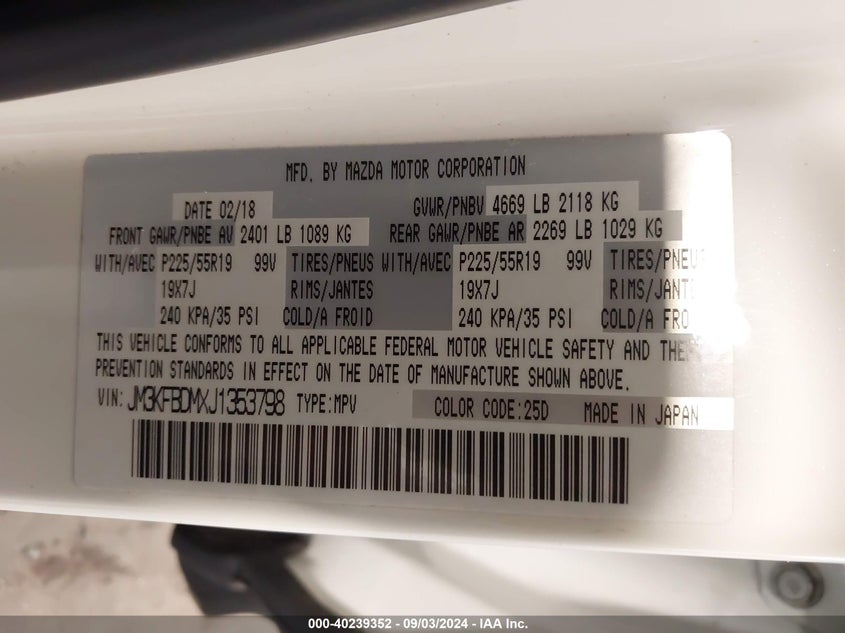 MFD. BY MAZDA MOTOR CORPORATION
DATE 02/18 GVWR/PNBV 4669 LB 2118 KG
FRONT GAWR/PNBE AV 2401 LB 1089 KG REAR GAWR/PNBE AR 2269 LB 1029 KG
WITH/AVEC P225/55R19 99V TIRES/PNEUS WITH/AVEC P225/55R19 99V TIRES/PNEUS
19X7J RIMS/JANTES 19X7J RIMS/JANTES
240 KPA/35 PSI COLD/A FROID 240 KPA/35 PSI COLD/A FROID
THIS VEHICLE CONFORMS TO ALL APPLICABLE FEDERAL MOTOR VEHICLE SAFETY AND THEFT
PREVENTION STANDARDS IN EFFECT ON THE DATE OF MANUFACTURE SHOWN ABOVE.
VIN: JM3KFBDMXJ1353798 TYPE:MPV COLOR CODE:25D MADE IN JAPAN
000-40239352 - 09/03/2024 - IAA Inc.